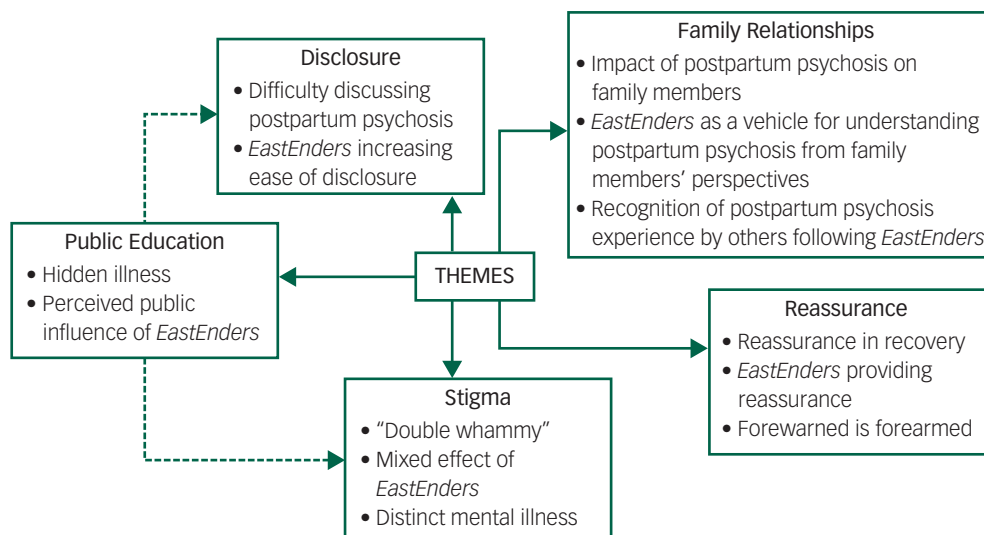 Disclosure
• Difficulty discussing
postpartum psychosis
• EastEnders increasing
ease of disclosure
Family Relationships
• Impact of postpartum psychosis on
family members
• EastEnders as a vehicle for understanding
postpartum psychosis from family
members’ perspectives
• Recognition of postpartum psychosis
experience by others following EastEnders
Public Education
• Hidden illness
• Perceived public
influence of EastEnders
THEMES
Reassurance
• Reassurance in recovery
• EastEnders providing
reassurance
• Forewarned is forearmed
Stigma
• “Double whammy”
• Mixed effect of
EastEnders
• Distinct mental illness